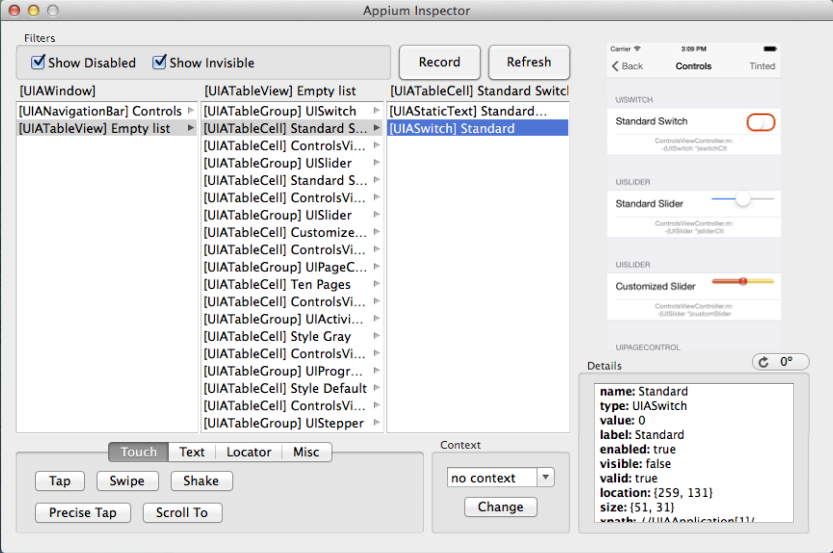 Appium Inspector
Filters
Show Disabled
Show Invisible
Record
Refresh
[UIAWindow]
[UIANavigationBar] Controls
[UIATableView] Empty list
[UIATableView] Empty list
[UIATableGroup] UISwitch
[UIATableCell] Standard S...
[UIATableCell] ControlsVi...
[UIATableGroup] UISlider
[UIATableCell] Standard S...
[UIATableCell] ControlsVi...
[UIATableGroup] UISlider
[UIATableCell] Customize...
[UIATableCell] ControlsVi...
[UIATableGroup] UIPageC...
[UIATableCell] Ten Pages
[UIATableCell] ControlsVi...
[UIATableGroup] UIActivi...
[UIATableCell] Style Gray
[UIATableCell] ControlsVi...
[UIATableGroup] UIProgr...
[UIATableCell] Style Default
[UIATableCell] ControlsVi...
[UIATableGroup] UIStepper
[UIATableCell] Standard Switch
[UIAStaticText] Standard...
[UIASwitch] Standard
Carrier
3:09 PM
Back
Controls
Tinted
UISWITCH
Standard Switch
ControlsViewController.m:
-(UISwitch *)switchCtl
UISLIDER
Standard Slider
ControlsViewController.m:
-(UISlider *)sliderCtl
UISLIDER
Customized Slider
ControlsViewController.m:
-(UISlider *)customSlider
UIPAGECONTROL
0°
Touch
Text
Locator
Misc
Tap
Swipe
Shake
Precise Tap
Scroll To
Context
no context
Change
Details
name: Standard
type: UIASwitch
value: 0
label: Standard
enabled: true
visible: false
valid: true
location: {259, 131}
size: {51, 31}
xpath: //UIAApplication[1]/